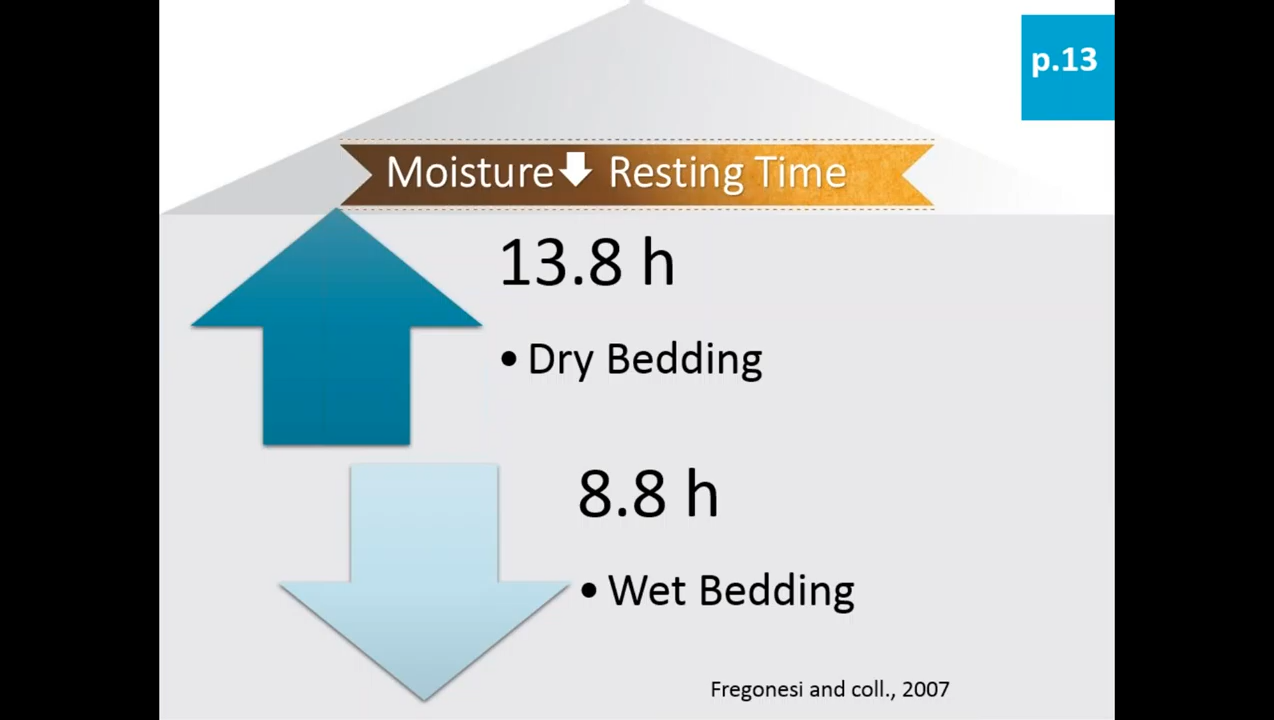 p.13
Moisture Resting Time
13.8 h
• Dry Bedding
8.8 h
• Wet Bedding
Fregonesi and coll., 2007